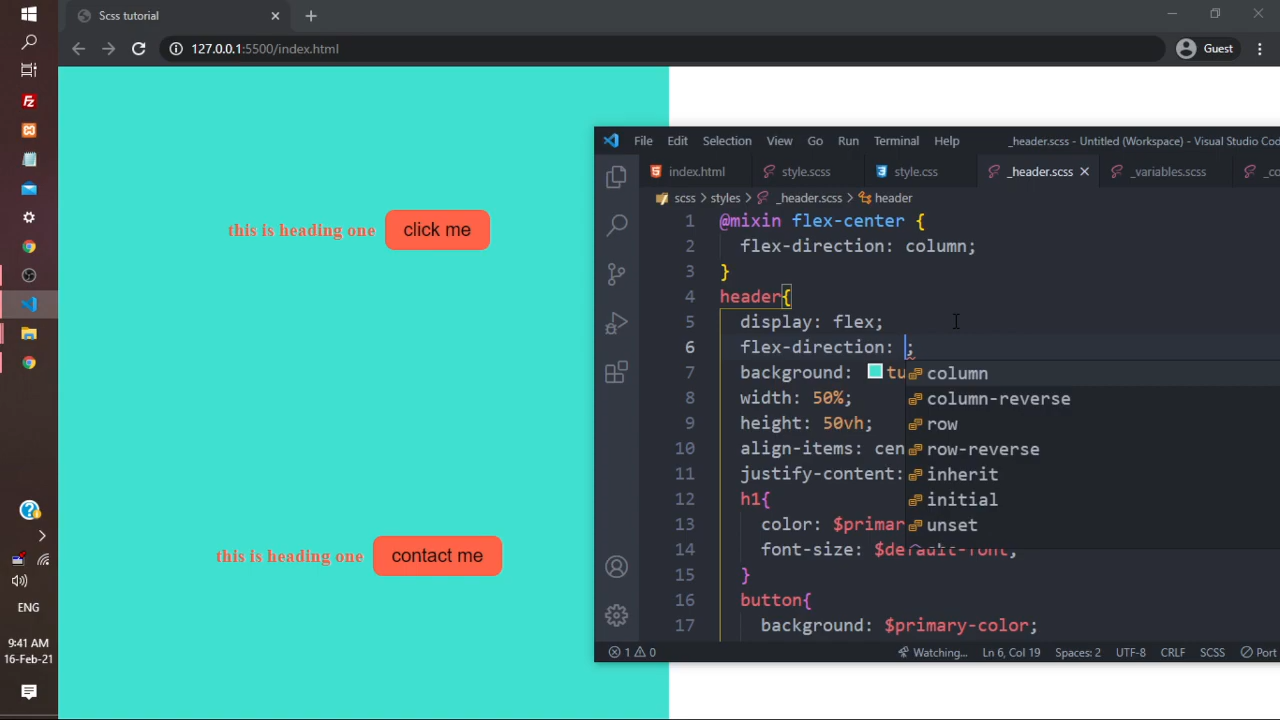 Scss tutorial
127.0.0.1:5500/index.html
Guest
File Edit Selection View Go Run Terminal Help
_header.scss - Untitled (Workspace) - Visual Studio Cod
index.html style.scss style.css _header.scss _variables.scss _co
scss > styles > _header.scss > header
1 @mixin flex-center {
2 flex-direction: column;
3 }
4 header{
5 display: flex;
6 flex-direction: ;
7 background: tu
column
8 width: 50%;
column-reverse
9 height: 50vh;
row
10 align-items: cen
row-reverse
11 justify-content:
inherit
12 h1{
initial
13 color: $primar
unset
14 font-size: $default-font;
15 }
16 button{
17 background: $primary-color;
1 0 Watching... Ln 6, Col 19 Spaces: 2 UTF-8 CRLF SCSS Port
this is heading one click me
this is heading one contact me
ENG
9:41 AM
16-Feb-21